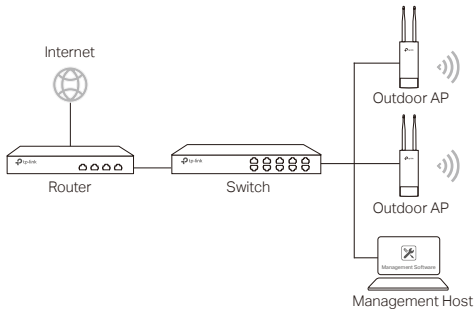 Internet
tp-link
Router
tp-link
Switch
Outdoor AP
Outdoor AP
Management Software
Management Host